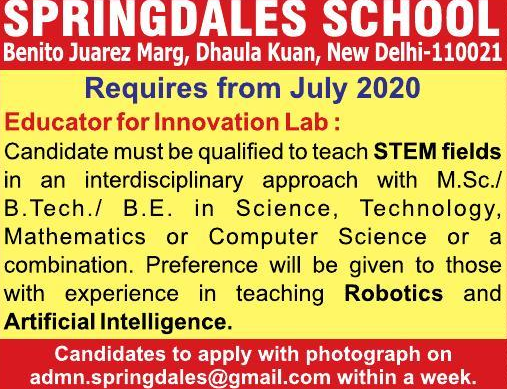 SPRINGDALES SCHOOL
Benito Juarez Marg, Dhaula Kuan, New Delhi-110021
Requires from July 2020
Educator for Innovation Lab :
Candidate must be qualified to teach STEM fields
in an interdisciplinary approach with M.Sc./
B.Tech./ B.E. in Science, Technology,
Mathematics or Computer Science or a
combination. Preference will be given to those
with experience in teaching Robotics and
Artificial Intelligence.
Candidates to apply with photograph on
admn.springdales@gmail.com within a week.